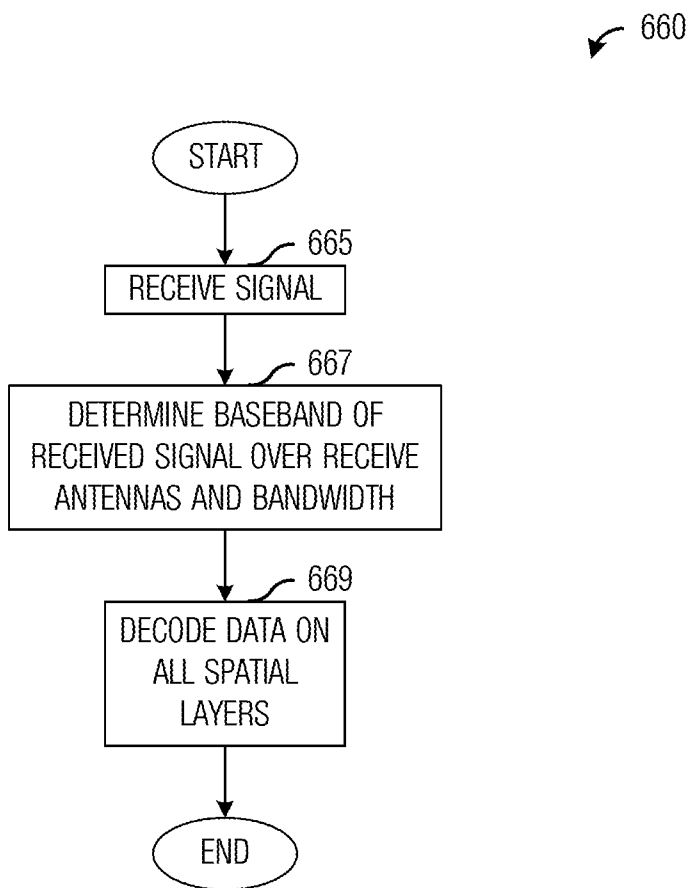 660
START
665
RECEIVE SIGNAL
667
DETERMINE BASEBAND OF
RECEIVED SIGNAL OVER RECEIVE
ANTENNAS AND BANDWIDTH
669
DECODE DATA ON
ALL SPATIAL
LAYERS
END